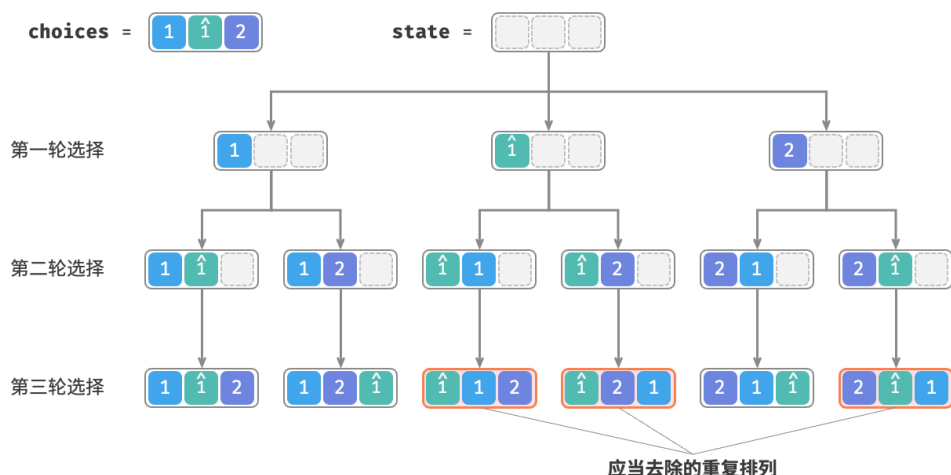 choices = 1 1̂ 2 state =
第一轮选择 1 1̂ 2
第二轮选择 1 1̂ 1 2 1̂ 1 1̂ 2 2 1 2 1̂
第三轮选择 1 1̂ 2 1 2 1̂ 1̂ 1 2 1̂ 2 1 2 1 1̂ 2 1̂ 1
应当去除的重复排列